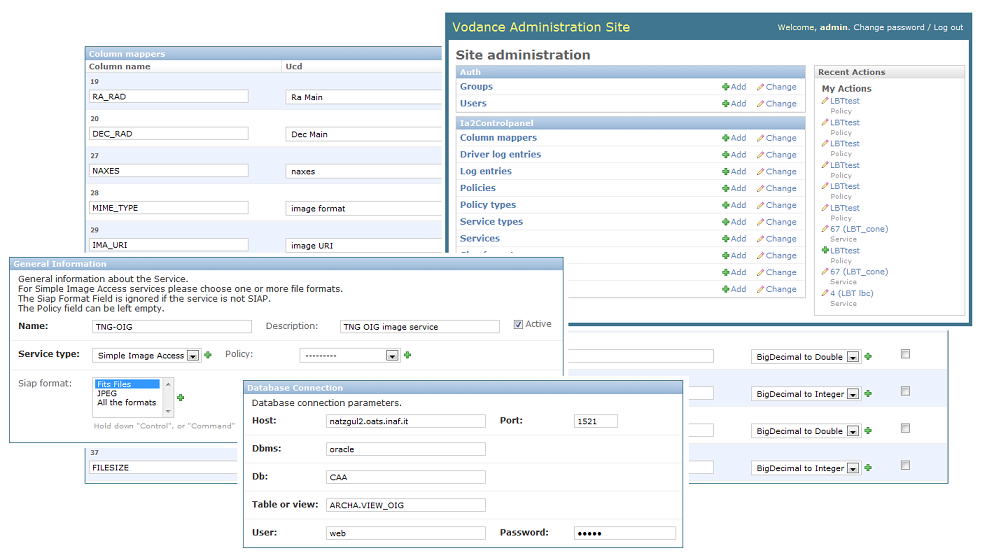 Vodance Administration Site
Welcome, admin. Change password / Log out
Site administration
Auth
Groups Add Change
Users Add Change
Ia2Controlpanel
Column mappers Add Change
Driver log entries Add Change
Log entries Add Change
Policies Add Change
Policy types Add Change
Service types Add Change
Services Add Change
Add Change
Add Change
Add Change
Recent Actions
My Actions
LBTtest
Policy
LBTtest
Policy
LBTtest
Policy
LBTtest
Policy
LBTtest
Policy
LBTtest
Policy
67 (LBT_cone)
Service
LBTtest
Policy
67 (LBT_cone)
Service
4 (LBT lbc)
Service
Column mappers
Column name Ucd
19
RA_RAD Ra Main
20
DEC_RAD Dec Main
27
NAXES naxes
28
MIME_TYPE image format
29
IMA_URI image URI
General Information
General information about the Service.
For Simple Image Access services please choose one or more file formats.
The Siap Format Field is ignored if the service is not SIAP.
The Policy field can be left empty.
Name: TNG-OIG Description: TNG OIG image service Active
Service type: Simple Image Access Policy: ---------
Siap format: Fits Files
JPEG
All the formats
Hold down "Control", or "Command"
BigDecimal to Double
BigDecimal to Integer
BigDecimal to Double
37
FILESIZE BigDecimal to Integer
Database Connection
Database connection parameters.
Host: natzgul2.oats.inaf.it Port: 1521
Dbms: oracle
Db: CAA
Table or view: ARCHA.VIEW_OIG
User: web Password: •••••